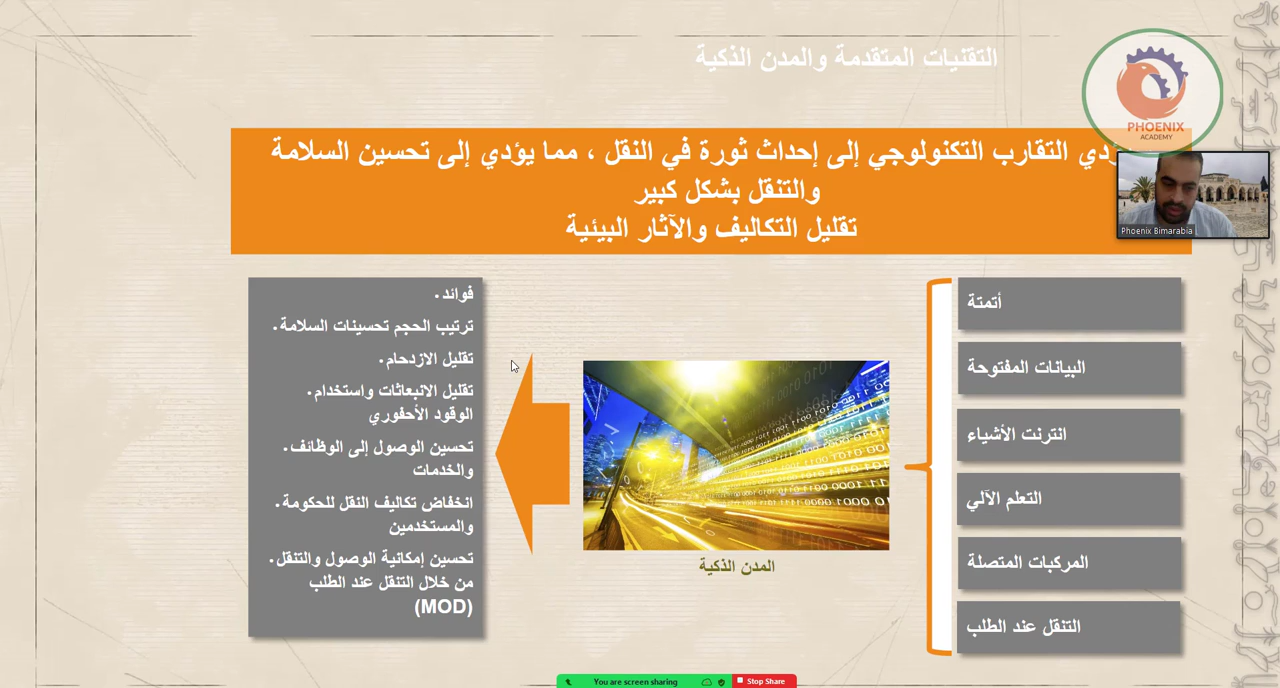 التقنيات المتقدمة والمدن الذكية
PHOENIX
ACADEMY
التقارب التكنولوجي إلى إحداث ثورة في النقل ، مما يؤدي إلى تحسين السلامة
والتنقل بشكل كبير
تقليل التكاليف والآثار البيئية
Phoenix Bimarabia
أتمتة
البيانات المفتوحة
انترنت الأشياء
التعلم الآلي
المركبات المتصلة
التنقل عند الطلب
المدن الذكية
فوائد.
ترتيب الحجم تحسينات السلامة.
تقليل الازدحام.
تقليل الانبعاثات واستخدام.
الوقود الأحفوري
تحسين الوصول إلى الوظائف.
والخدمات
انخفاض تكاليف النقل للحكومة.
والمستخدمين
تحسين إمكانية الوصول والتنقل.
من خلال التنقل عند الطلب
(MOD)
You are screen sharing
Stop Share